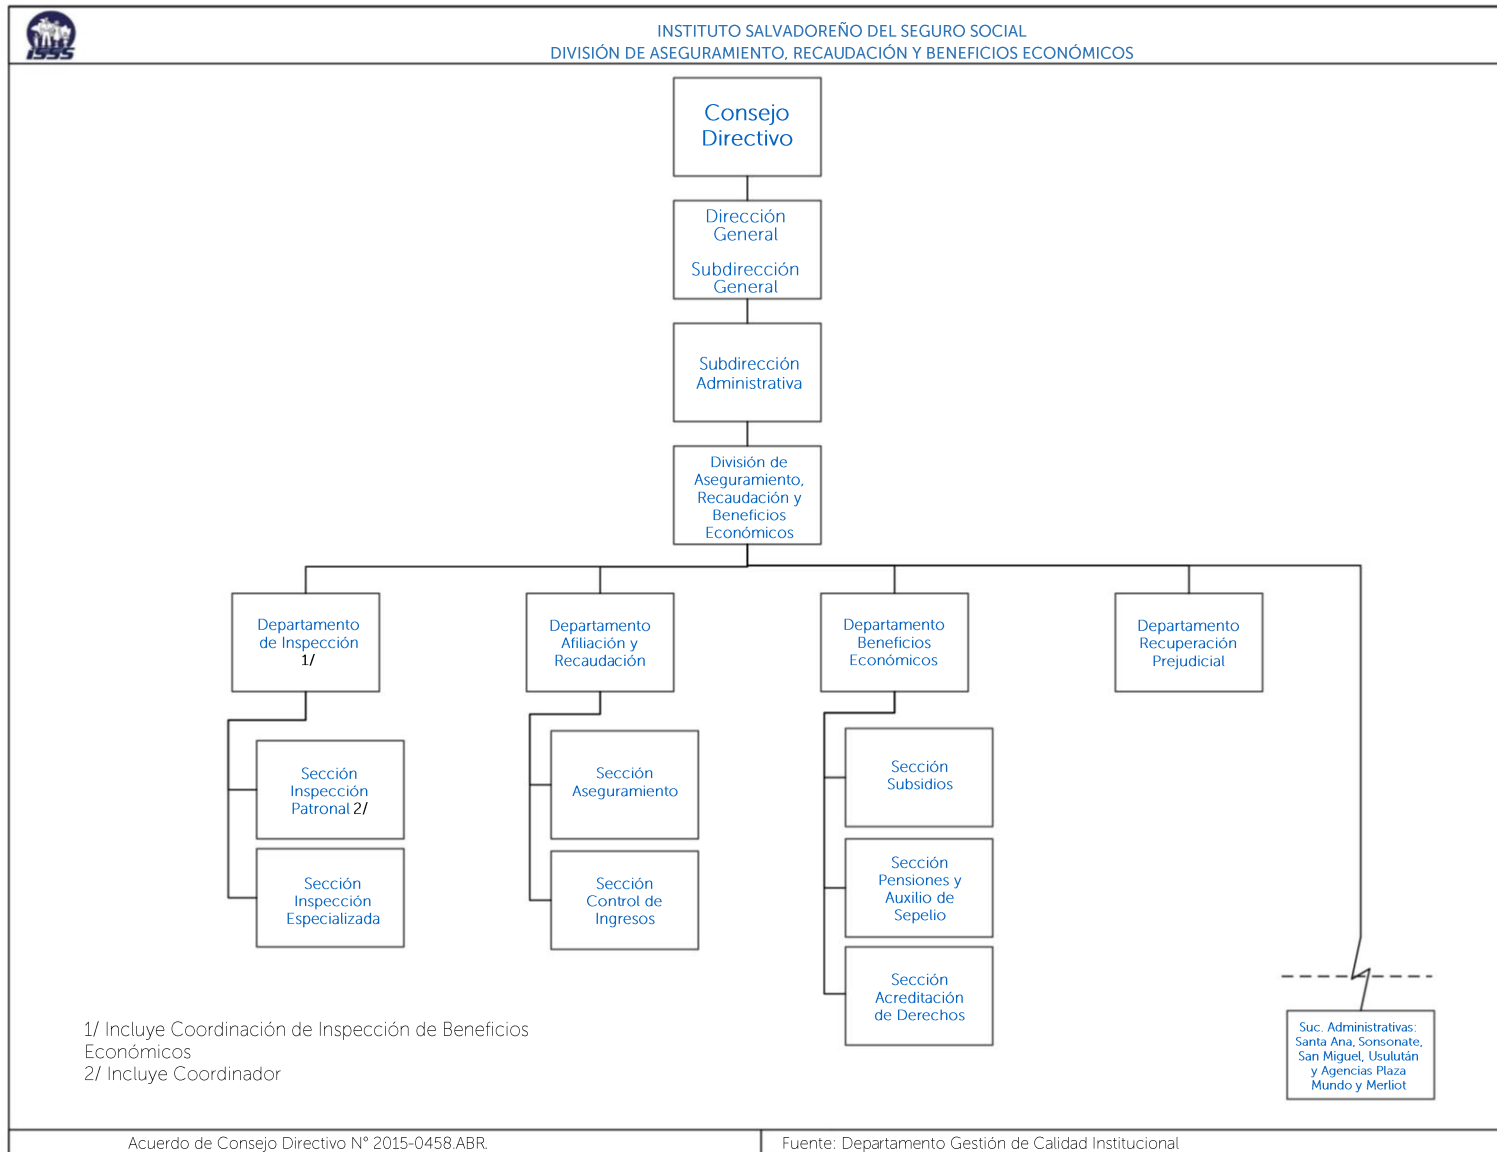 ISSS
INSTITUTO SALVADOREÑO DEL SEGURO SOCIAL
DIVISIÓN DE ASEGURAMIENTO, RECAUDACIÓN Y BENEFICIOS ECONÓMICOS
Consejo
Directivo
Dirección
General
Subdirección
General
Subdirección
Administrativa
División de
Aseguramiento,
Recaudación y
Beneficios
Económicos
Departamento
de Inspección
1/
Departamento
Afiliación y
Recaudación
Departamento
Beneficios
Económicos
Departamento
Recuperación
Prejudicial
Sección
Inspección
Patronal 2/
Sección
Inspección
Especializada
Sección
Aseguramiento
Sección
Control de
Ingresos
Sección
Subsidios
Sección
Pensiones y
Auxilio de
Sepelio
Sección
Acreditación
de Derechos
Suc. Administrativas:
Santa Ana, Sonsonate,
San Miguel, Usulután
y Agencias Plaza
Mundo y Merliot
1/ Incluye Coordinación de Inspección de Beneficios
Económicos
2/ Incluye Coordinador
Acuerdo de Consejo Directivo N° 2015-0458.ABR.
Fuente: Departamento Gestión de Calidad Institucional